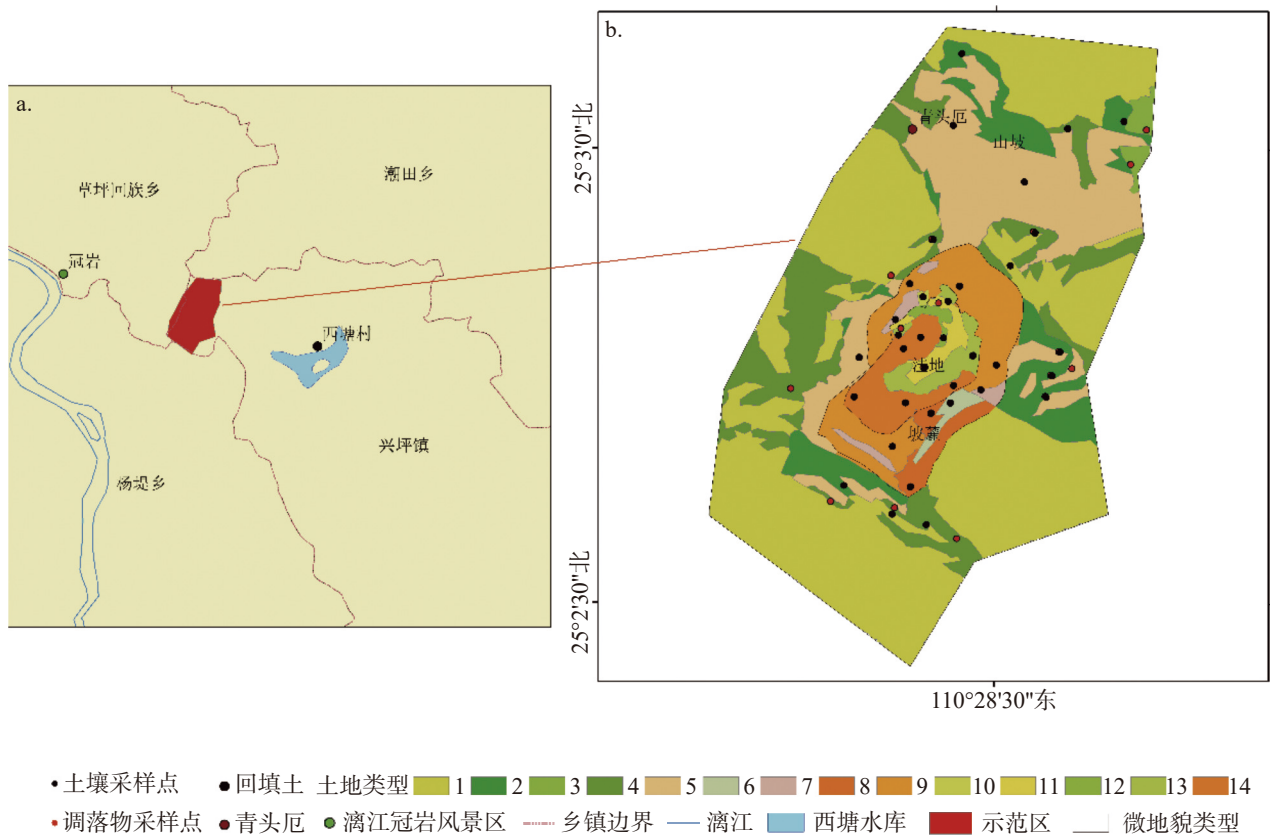 a.
潮田乡
草坪回族乡
冠岩
西塘村
兴坪镇
杨堤乡
b.
青头厄
山坡
洼地
坡麓
25°3'0"北
25°2'30"北
110°28'30"东
土壤采样点 回填土 土地类型 1 2 3 4 5 6 7 8 9 10 11 12 13 14
调落物采样点 青头厄 漓江冠岩风景区 乡镇边界 漓江 西塘水库 示范区 微地貌类型